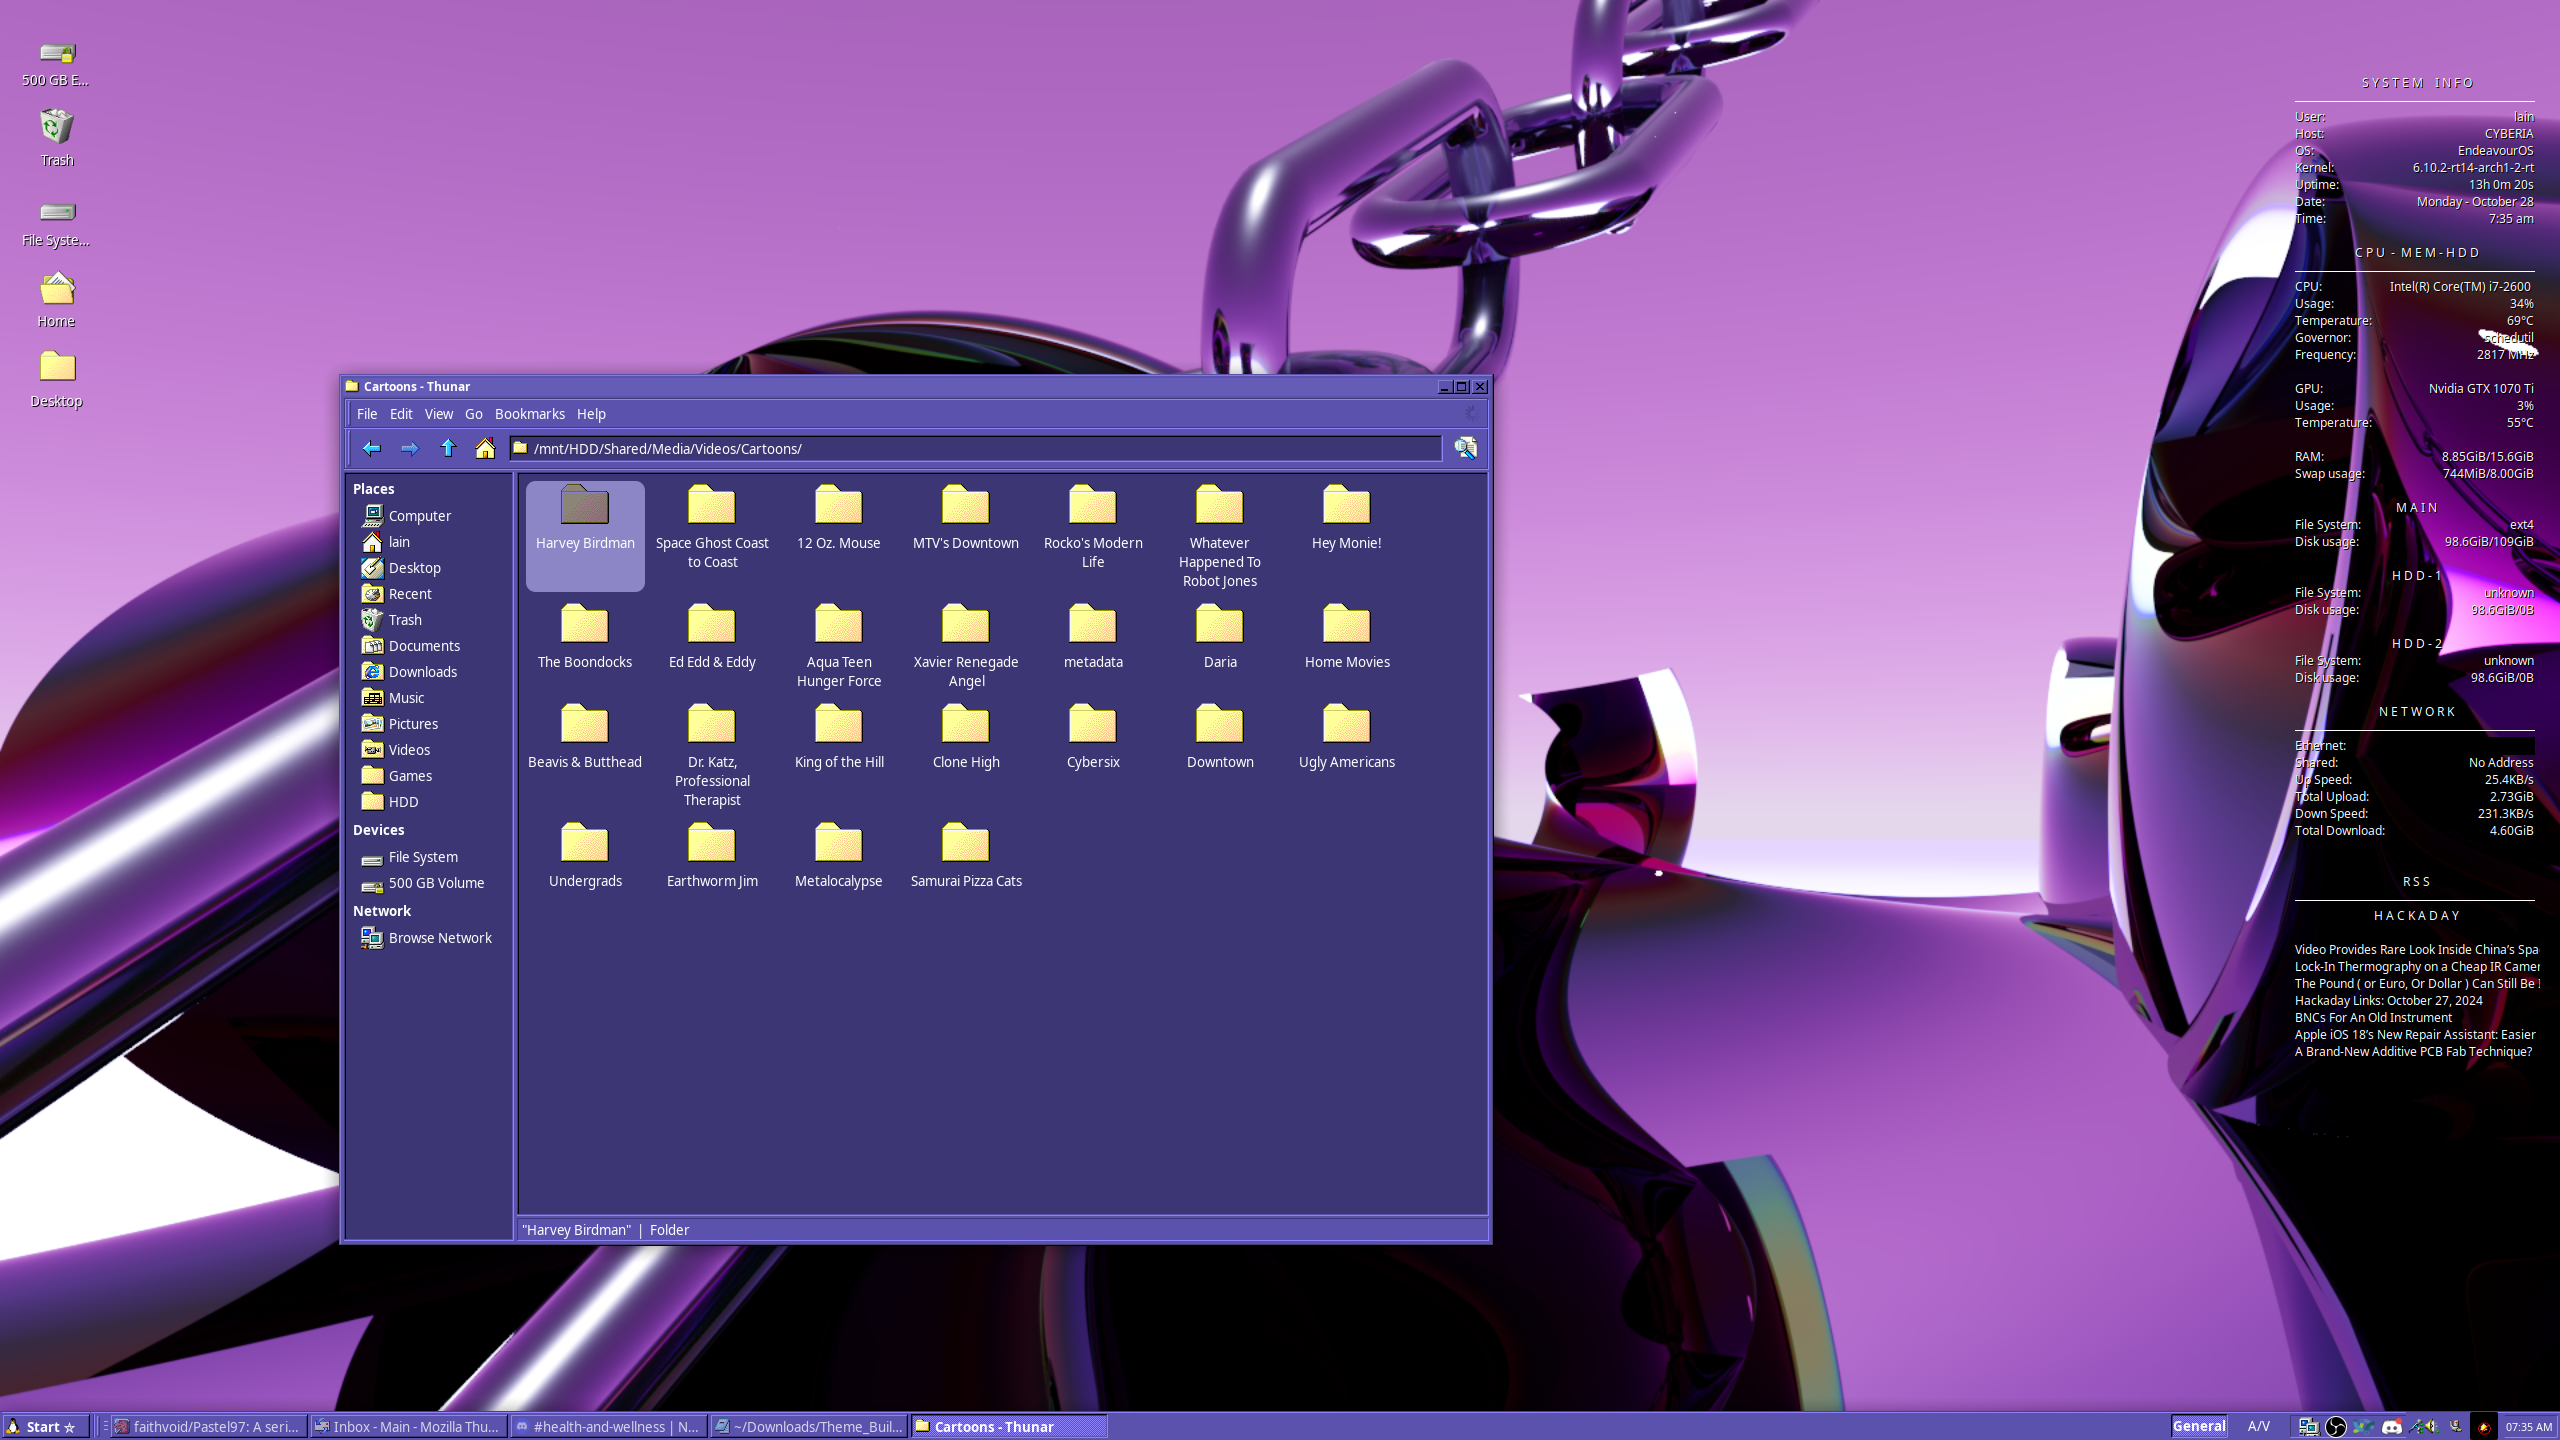 500 GB E...
Trash
File Syste...
Home
Desktop
Cartoons - Thunar
File Edit View Go Bookmarks Help
/mnt/HDD/Shared/Media/Videos/Cartoons/
Places
Computer
lain
Desktop
Recent
Trash
Documents
Downloads
Music
Pictures
Videos
Games
HDD
Devices
File System
500 GB Volume
Network
Browse Network
Harvey Birdman
Space Ghost Coast
to Coast
12 Oz. Mouse
MTV's Downtown
Rocko's Modern
Life
Whatever
Happened To
Robot Jones
Hey Monie!
The Boondocks
Ed Edd & Eddy
Aqua Teen
Hunger Force
Xavier Renegade
Angel
metadata
Daria
Home Movies
Beavis & Butthead
Dr. Katz,
Professional
Therapist
King of the Hill
Clone High
Cybersix
Downtown
Ugly Americans
Undergrads
Earthworm Jim
Metalocalypse
Samurai Pizza Cats
"Harvey Birdman" | Folder
SYSTEM INFO
User: lain
Host: CYBERIA
OS: EndeavourOS
Kernel: 6.10.2-rt14-arch1-2-rt
Uptime: 13h 0m 20s
Date: Monday - October 28
Time: 7:35 am
CPU-MEM-HDD
CPU: Intel(R) Core(TM) i7-2600
Usage: 34%
Temperature: 69°C
Governor: schedutil
Frequency: 2817 MHz
GPU: Nvidia GTX 1070 Ti
Usage: 3%
Temperature: 55°C
RAM: 8.85GiB/15.6GiB
Swap usage: 744MiB/8.00GiB
MAIN
File System: ext4
Disk usage: 98.6GiB/109GiB
HDD-1
File System: unknown
Disk usage: 98.6GiB/0B
HDD-2
File System: unknown
Disk usage: 98.6GiB/0B
NETWORK
Ethernet:
Shared: No Address
Up Speed: 25.4KB/s
Total Upload: 2.73GiB
Down Speed: 231.3KB/s
Total Download: 4.60GiB
RSS
HACKADAY
Video Provides Rare Look Inside China's Spa
Lock-In Thermography on a Cheap IR Camer
The Pound ( or Euro, Or Dollar ) Can Still Be
Hackaday Links: October 27, 2024
BNCs For An Old Instrument
Apple iOS 18's New Repair Assistant: Easier
A Brand-New Additive PCB Fab Technique?
Start ☆
faithvoid/Pastel97: A seri...
Inbox - Main - Mozilla Thu...
#health-and-wellness | N...
~/Downloads/Theme_Buil...
Cartoons - Thunar
General
A/V
07:35 AM